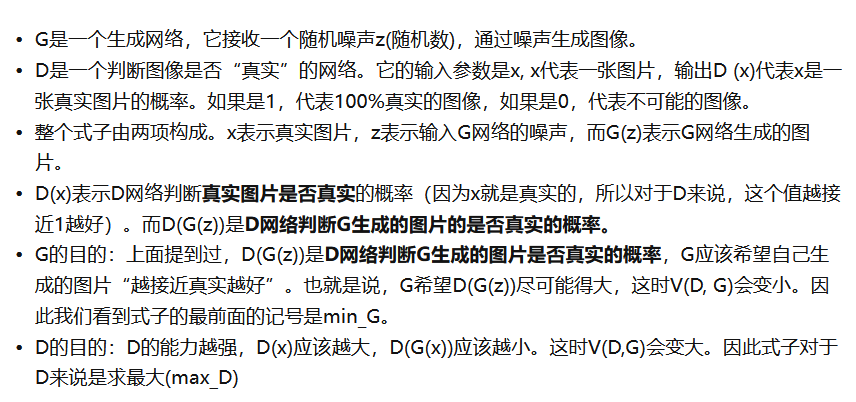 • G是一个生成网络，它接收一个随机噪声z(随机数)，通过噪声生成图像。
• D是一个判断图像是否“真实”的网络。它的输入参数是x, x代表一张图片，输出D (x)代表x是一
张真实图片的概率。如果是1，代表100%真实的图像，如果是0，代表不可能的图像。
• 整个式子由两项构成。x表示真实图片，z表示输入G网络的噪声，而G(z)表示G网络生成的图
片。
• D(x)表示D网络判断真实图片是否真实的概率（因为x就是真实的，所以对于D来说，这个值越接
近1越好）。而D(G(z))是D网络判断G生成的图片的是否真实的概率。
• G的目的：上面提到过，D(G(z))是D网络判断G生成的图片是否真实的概率，G应该希望自己生
成的图片“越接近真实越好”。也就是说，G希望D(G(z))尽可能得大，这时V(D, G)会变小。因
此我们看到式子的最前面的记号是min_G。
• D的目的：D的能力越强，D(x)应该越大，D(G(x))应该越小。这时V(D,G)会变大。因此式子对于
D来说是求最大(max_D)